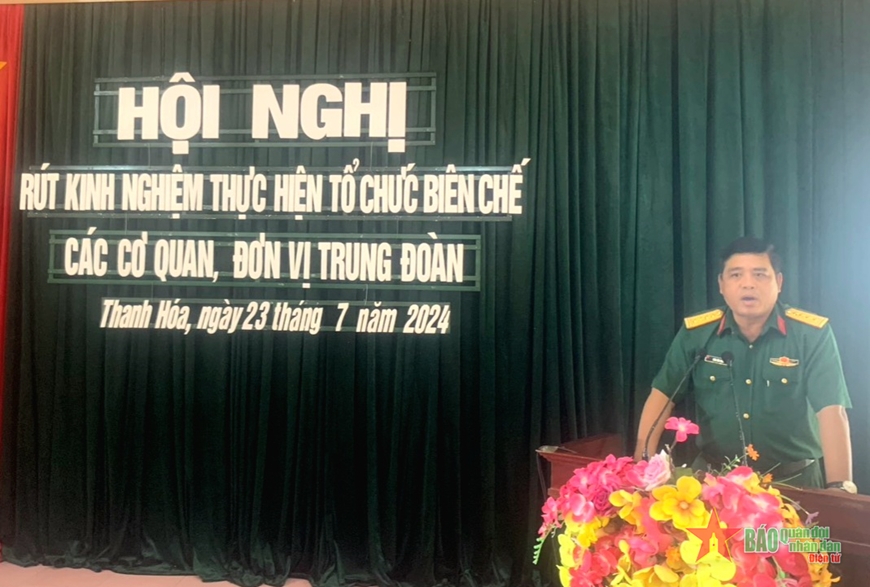 HỘI NGHỊ
RÚT KINH NGHIỆM THỰC HIỆN TỔ CHỨC BIÊN CHẾ
CÁC CƠ QUAN, ĐƠN VỊ TRUNG ĐOÀN
Thanh Hóa, ngày 23 tháng 7 năm 2024
BÁO Quân đội
nhân dân
Điện tử